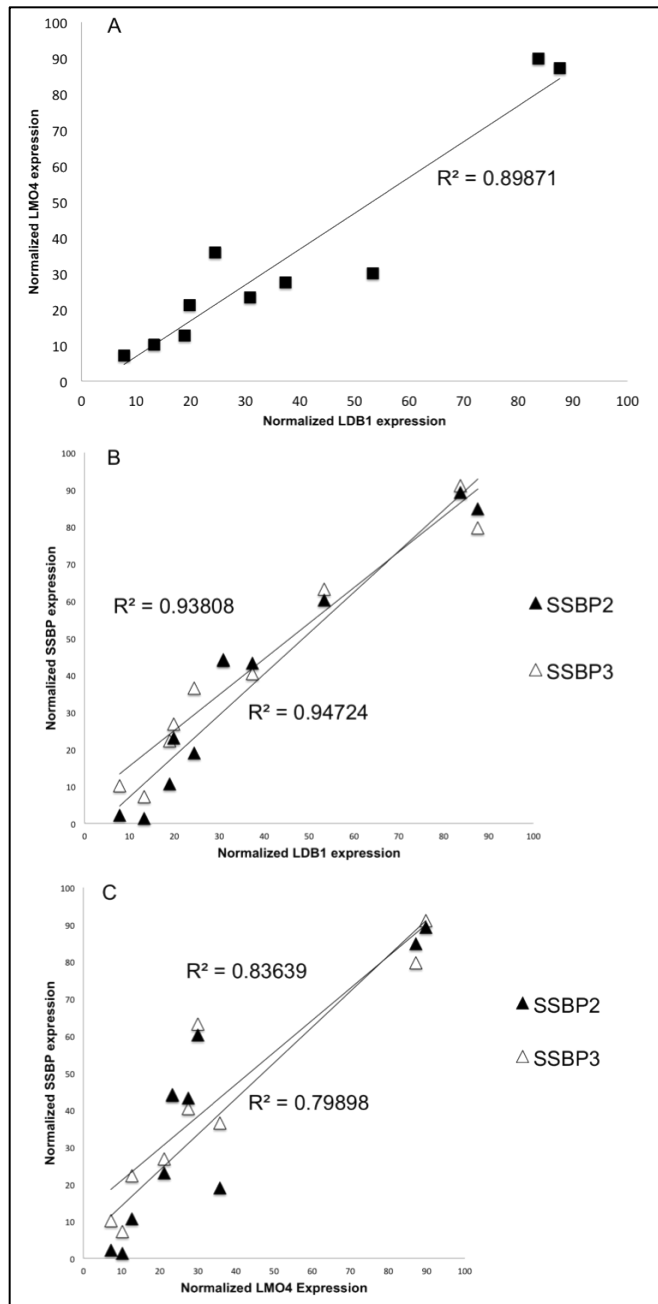 A
100
90
80
70
60
50
40
30
20
10
0
Normalized LMO4 expression
R² = 0.89871
0 10 20 30 40 50 60 70 80 90 100
Normalized LDB1 expression
B
100
90
80
70
60
50
40
30
20
10
0
Normalized SSBP expression
R² = 0.93808
R² = 0.94724
▲ SSBP2
△ SSBP3
0 10 20 30 40 50 60 70 80 90 100
Normalized LDB1 expression
C
100
90
80
70
60
50
40
30
20
10
0
Normalized SSBP expression
R² = 0.83639
R² = 0.79898
▲ SSBP2
△ SSBP3
0 10 20 30 40 50 60 70 80 90 100
Normalized LMO4 Expression